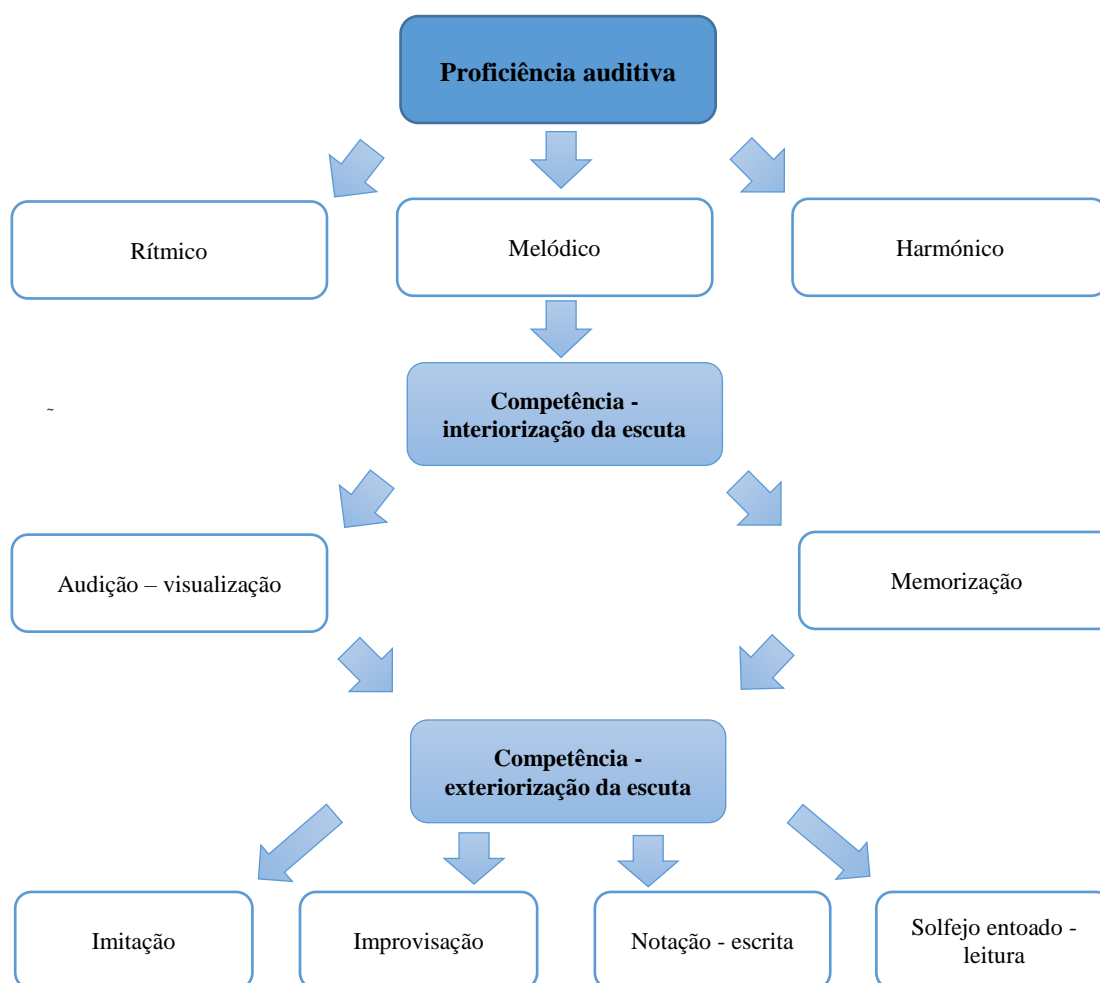 Proficiência auditiva
Rítmico
Melódico
Harmónico
Competência -
interiorização da escuta
~
Audição – visualização
Memorização
Competência -
exteriorização da escuta
Imitação
Improvisação
Notação - escrita
Solfejo entoado -
leitura